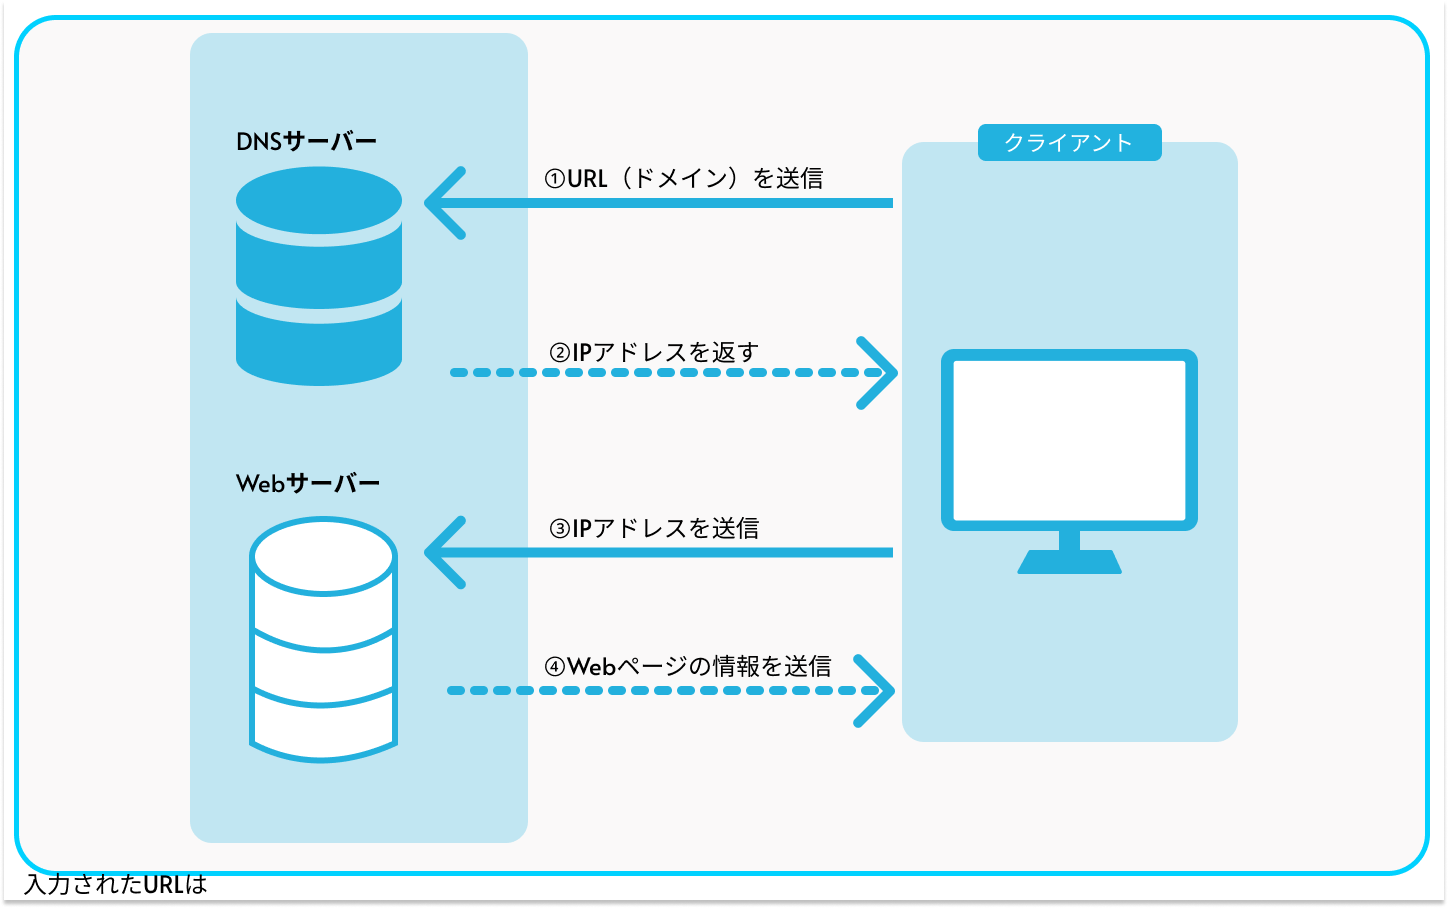 DNSサーバー
クライアント
①URL（ドメイン）を送信
②IPアドレスを返す
Webサーバー
③IPアドレスを送信
④Webページの情報を送信
入力されたURLは